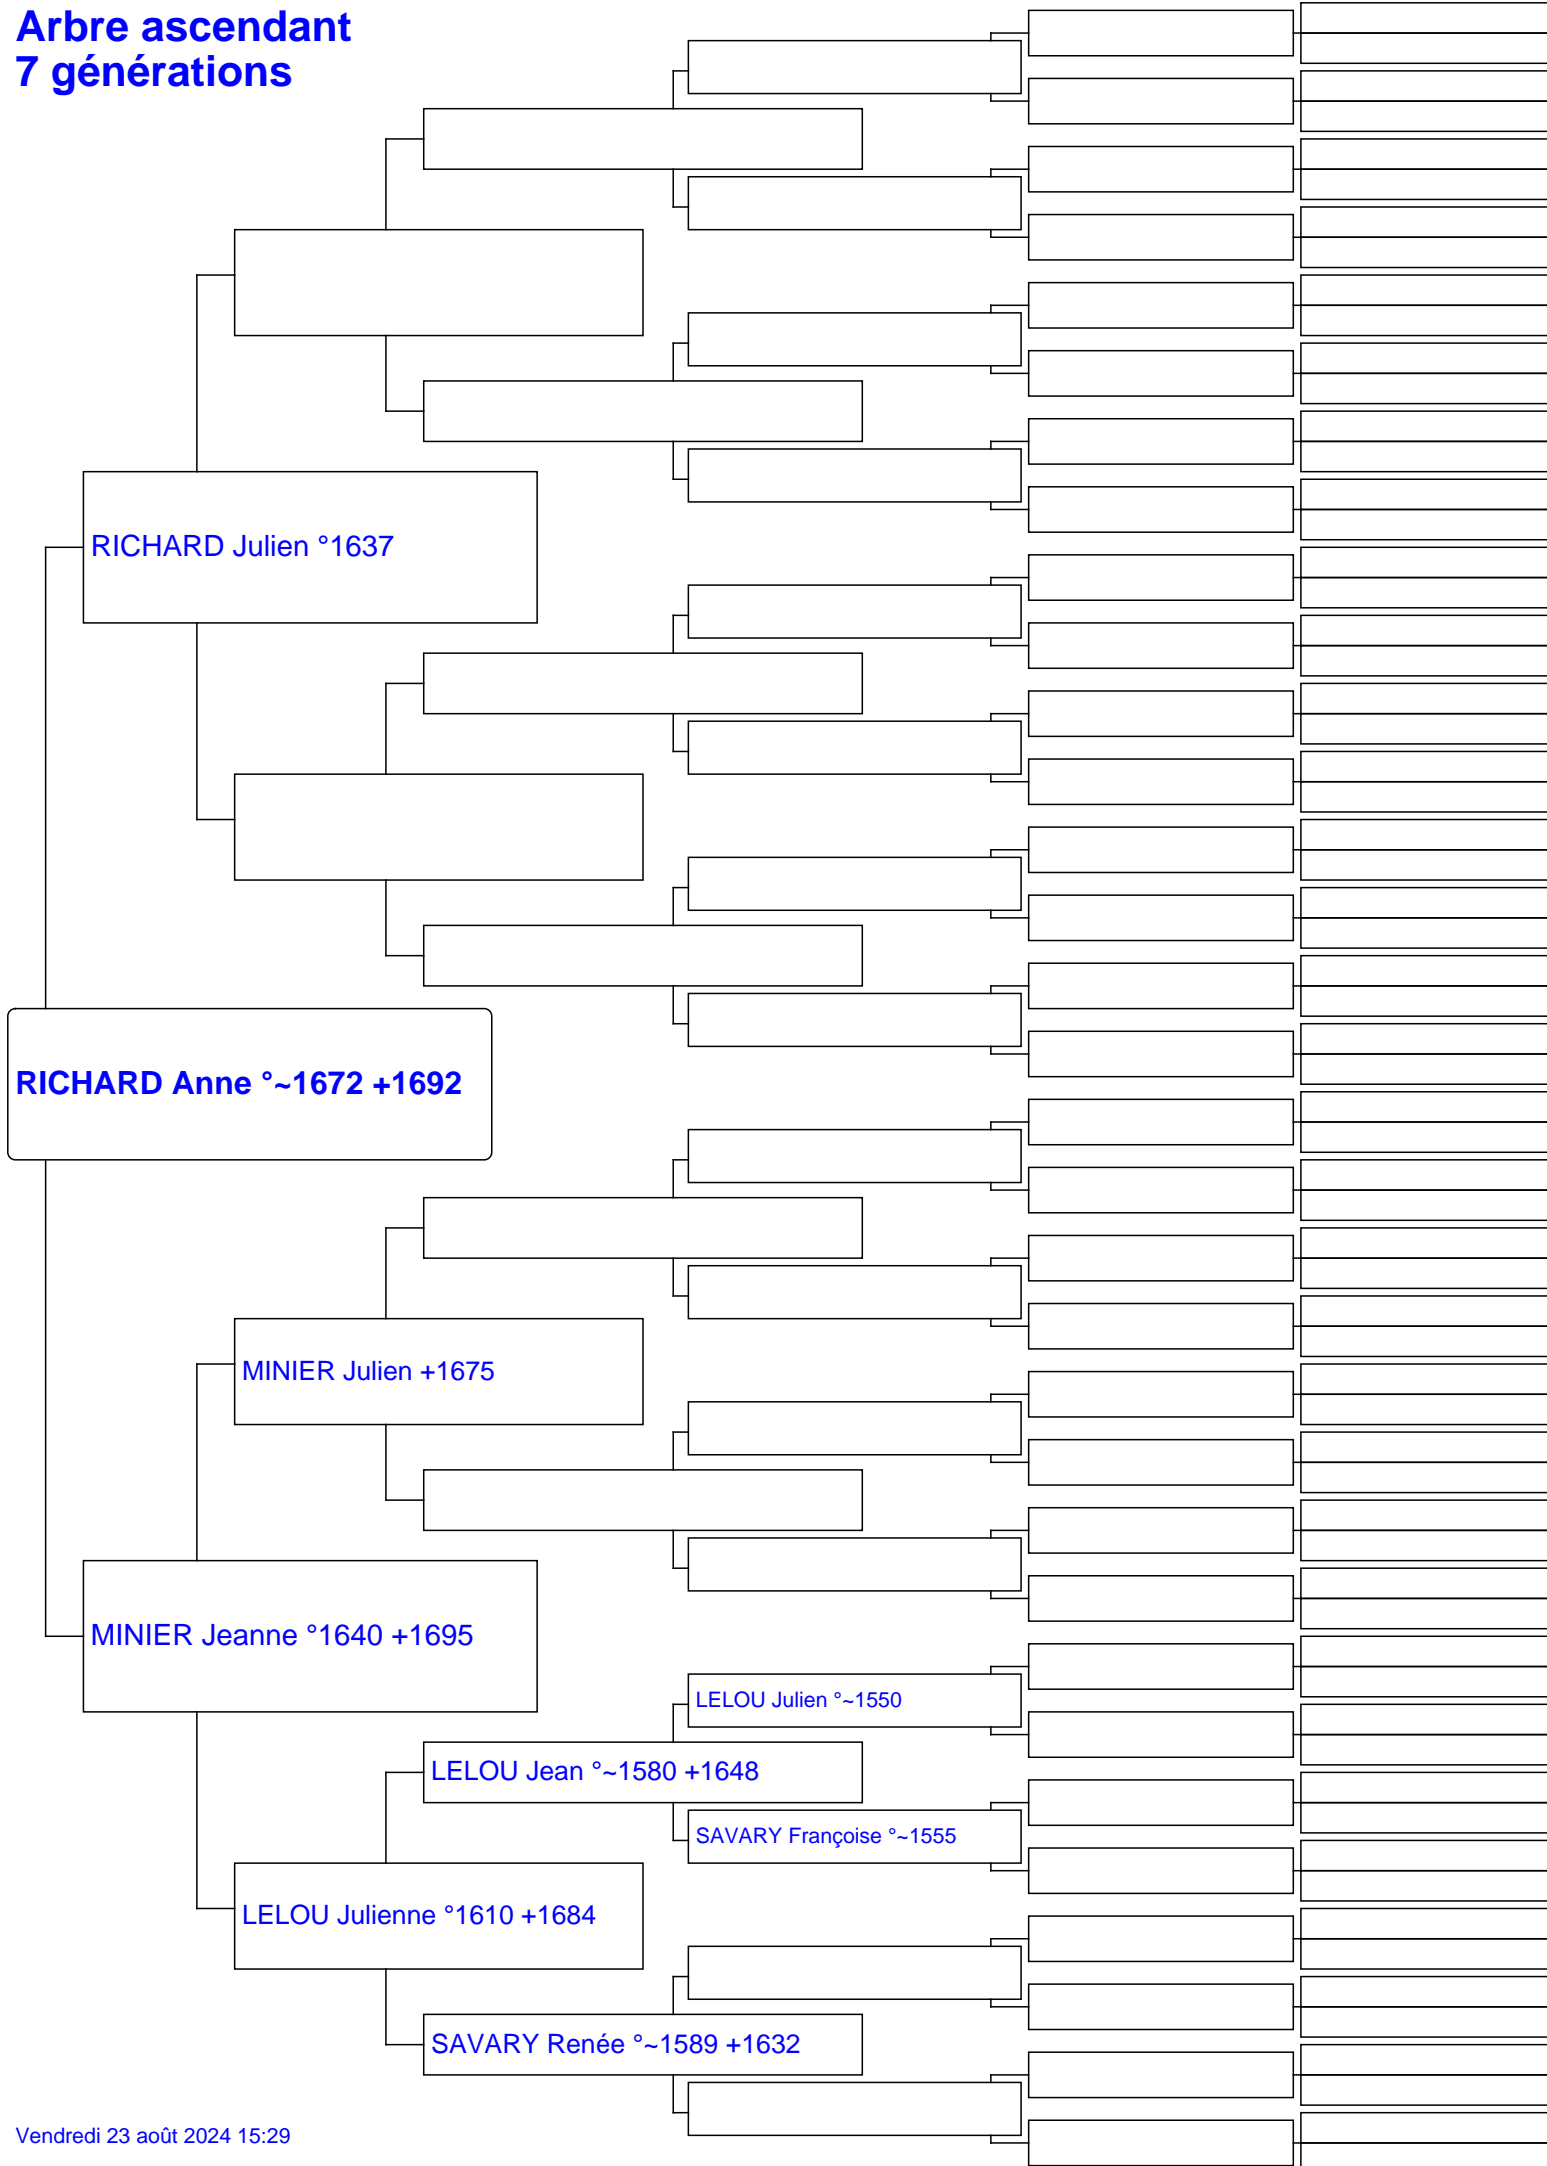 Arbre ascendant
7 générations
RICHARD Julien °1637
RICHARD Anne °~1672 +1692
MINIER Julien +1675
MINIER Jeanne °1640 +1695
LELOU Julien °~1550
LELOU Jean °~1580 +1648
SAVARY Françoise °~1555
LELOU Julienne °1610 +1684
SAVARY Renée °~1589 +1632
Vendredi 23 août 2024 15:29